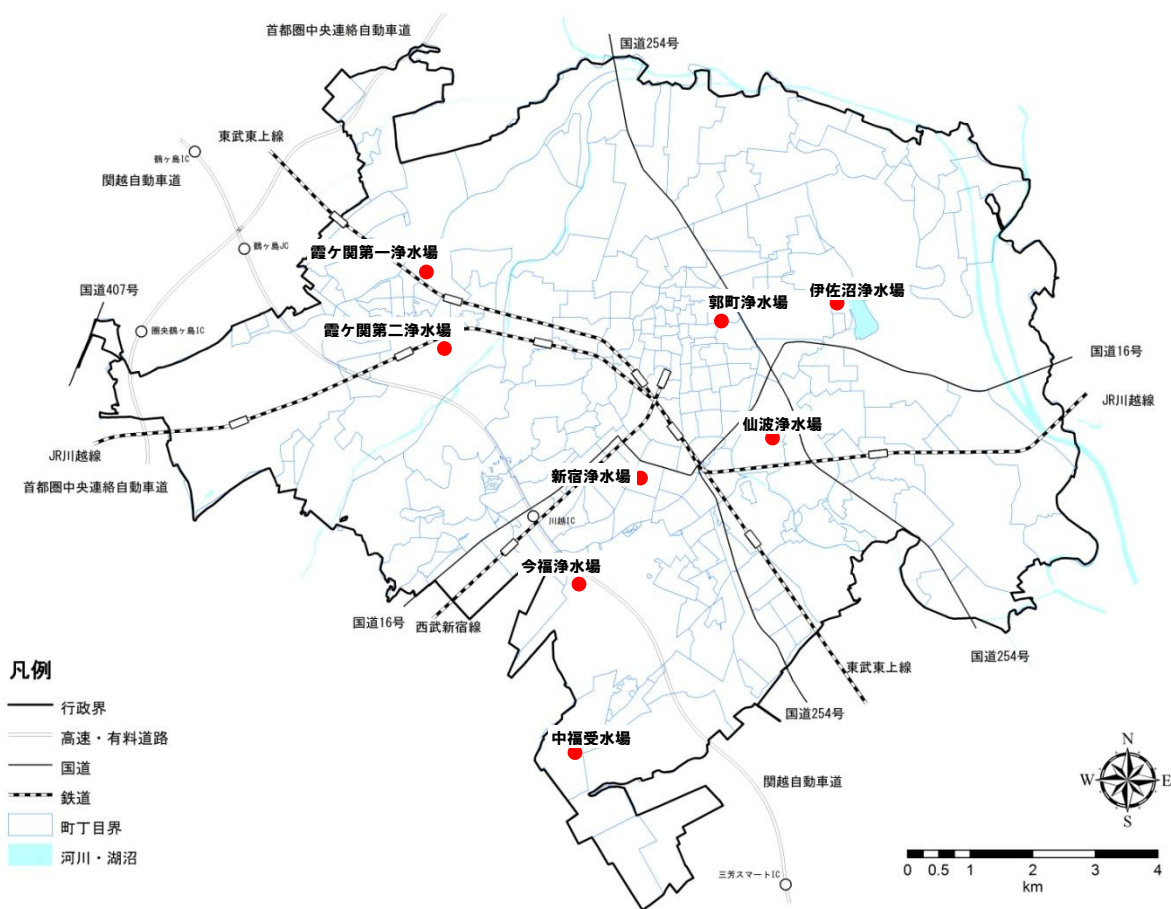 首都圏中央連絡自動車道
国道254号
東武東上線
鶴ヶ島IC
関越自動車道
鶴ヶ島JC
霞ケ関第一浄水場
国道407号
伊佐沼浄水場
郭町浄水場
圏央鶴ヶ島IC
霞ケ関第二浄水場
国道16号
JR川越線
仙波浄水場
JR川越線
新宿浄水場
首都圏中央連絡自動車道
川越IC
今福浄水場
国道16号
西武新宿線
国道254号
東武東上線
凡例
行政界
国道254号
高速・有料道路
中福受水場
国道
関越自動車道
鉄道
町丁目界
河川・湖沼
三芳スマートIC
N
W
E
S
0 0.5 1 2 3 4
km